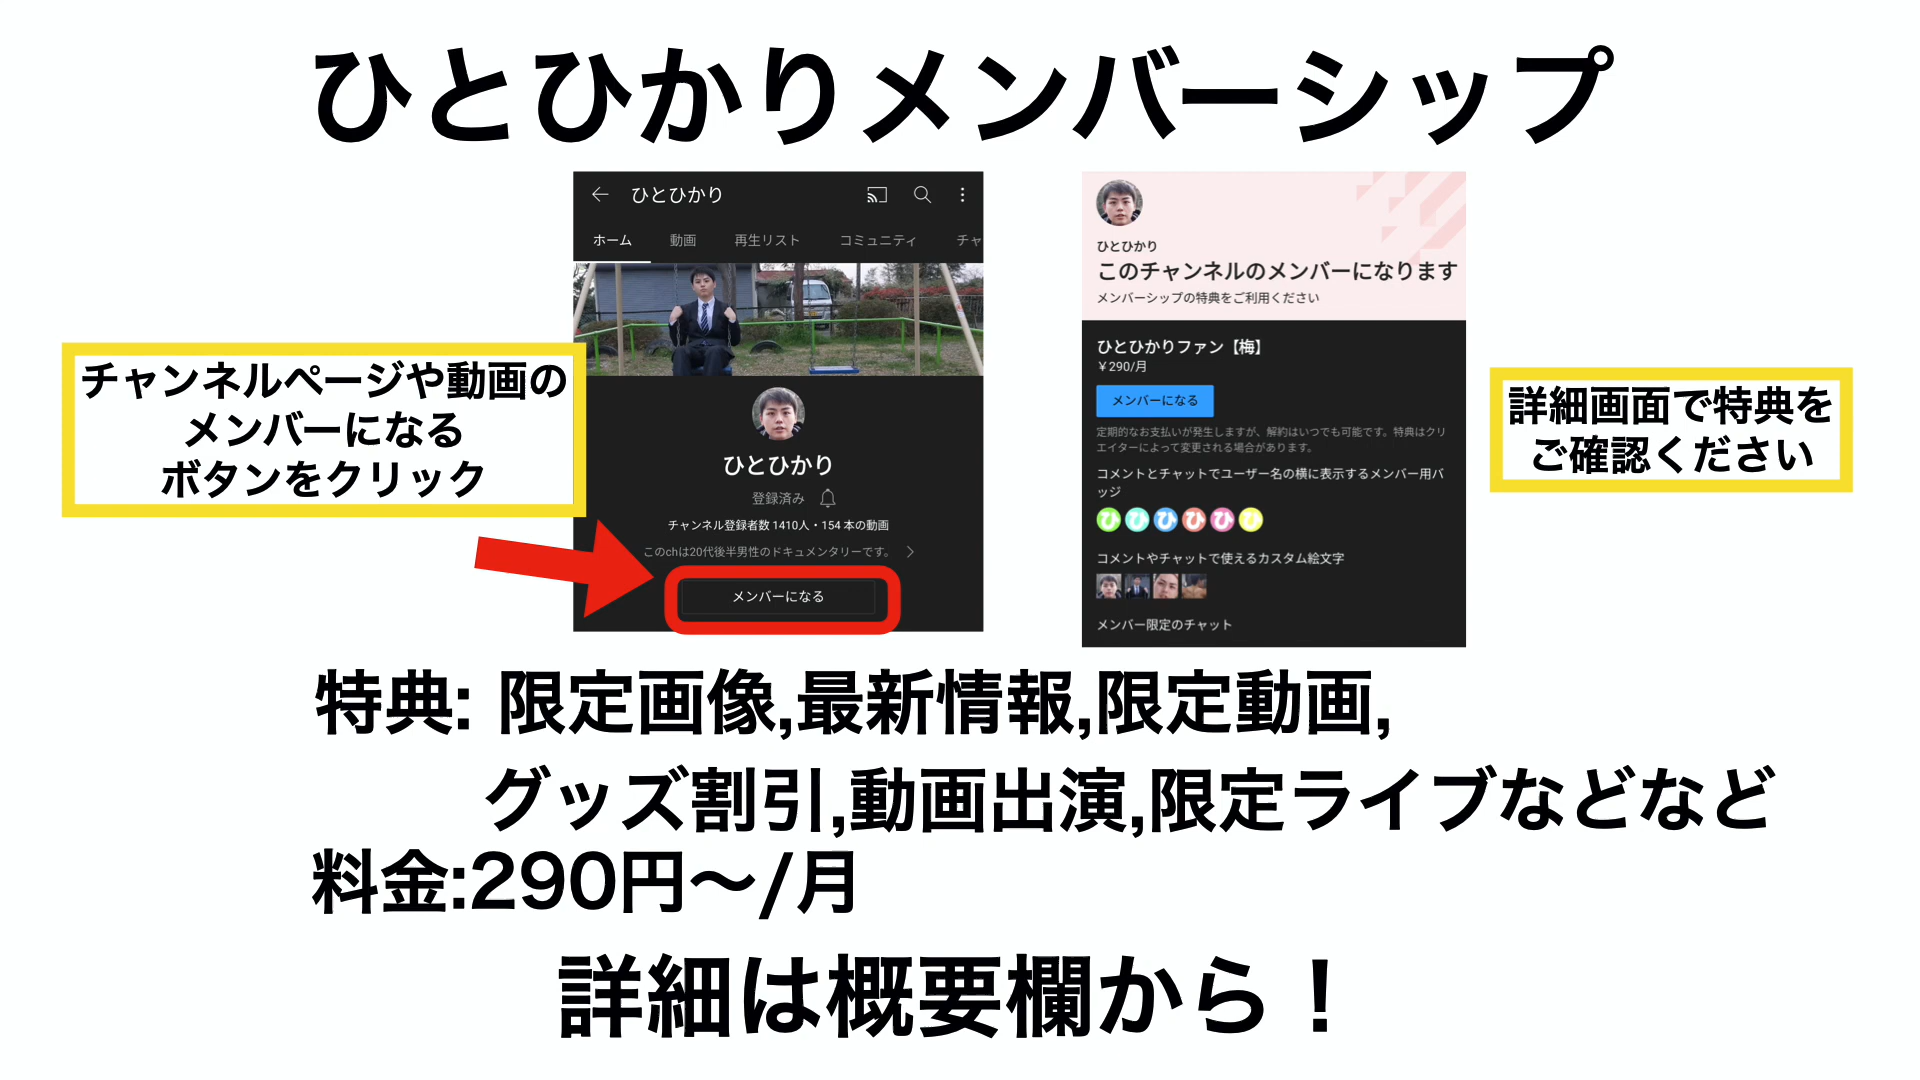 ひとひかりメンバーシップ
ひとひかり
ホーム 動画 再生リスト コミュニティ チャ
ひとひかり
登録済み
チャンネル登録者数 1410人・154 本の動画
このchは20代後半男性のドキュメンタリーです。
メンバーになる
チャンネルページや動画の
メンバーになる
ボタンをクリック
ひとひかり
このチャンネルのメンバーになります
メンバーシップの特典をご利用ください
ひとひかりファン【梅】
¥290/月
メンバーになる
定期的なお支払いが発生しますが、解約はいつでも可能です。特典はクリ
エイターによって変更される場合があります。
コメントとチャットでユーザー名の横に表示するメンバー用バ
ッジ
ひ ひ ひ ひ ひ ひ
コメントやチャットで使えるカスタム絵文字
メンバー限定のチャット
詳細画面で特典を
ご確認ください
特典: 限定画像,最新情報,限定動画,
グッズ割引,動画出演,限定ライブなどなど
料金:290円〜/月
詳細は概要欄から！